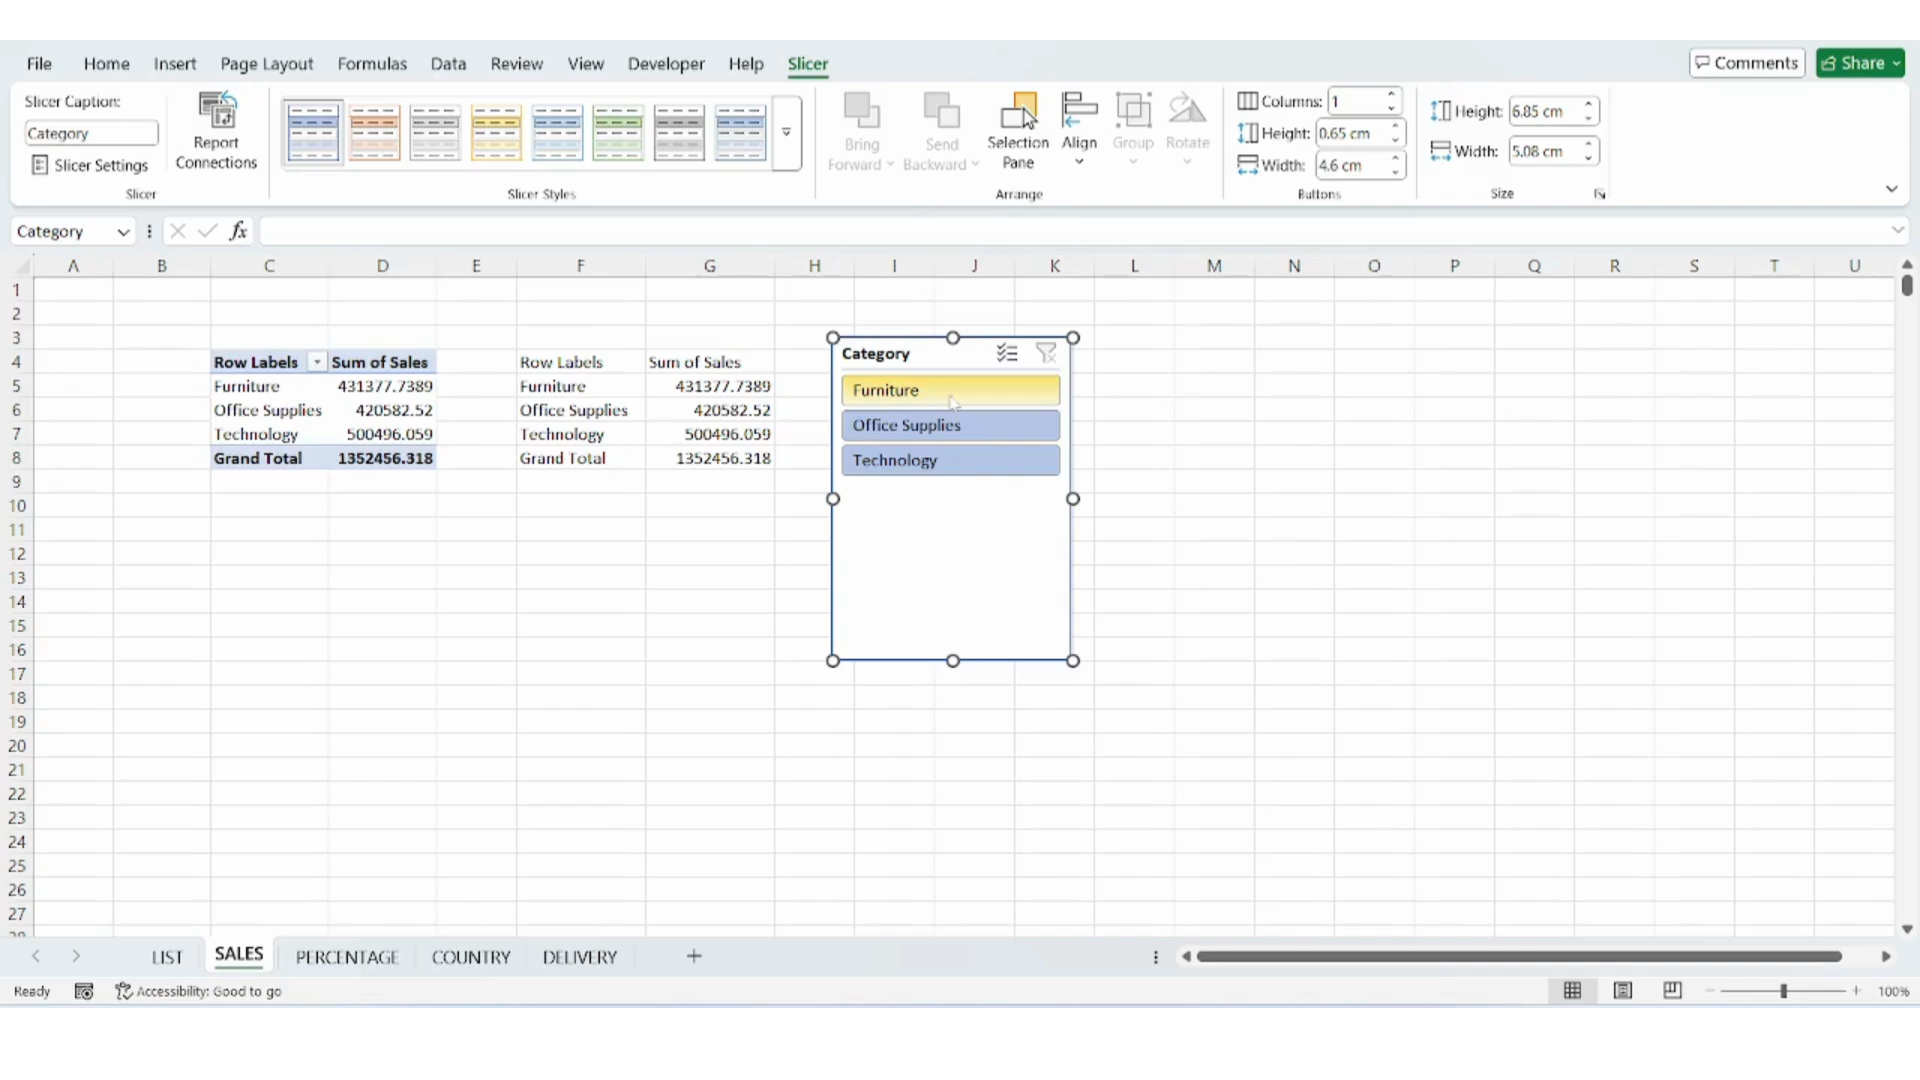 File Home Insert Page Layout Formulas Data Review View Developer Help Slicer Comments Share
Slicer Caption:
Category
Slicer Settings
Report
Connections
Slicer
Slicer Styles
Bring
Forward
Send
Backward
Selection
Pane
Align
Group
Rotate
Arrange
Columns: 1
Height: 0.65 cm
Width: 4.6 cm
Buttons
Height: 6.85 cm
Width: 5.08 cm
Size
Category fx
A B C D E F G H I J K L M N O P Q R S T U
1
2
3
4 Row Labels Sum of Sales Row Labels Sum of Sales
5 Furniture 431377.7389 Furniture 431377.7389
6 Office Supplies 420582.52 Office Supplies 420582.52
7 Technology 500496.059 Technology 500496.059
8 Grand Total 1352456.318 Grand Total 1352456.318
9
10
11
12
13
14
15
16
17
18
19
20
21
22
23
24
25
26
27
Category
Furniture
Office Supplies
Technology
LIST SALES PERCENTAGE COUNTRY DELIVERY
Ready Accessibility: Good to go 100%